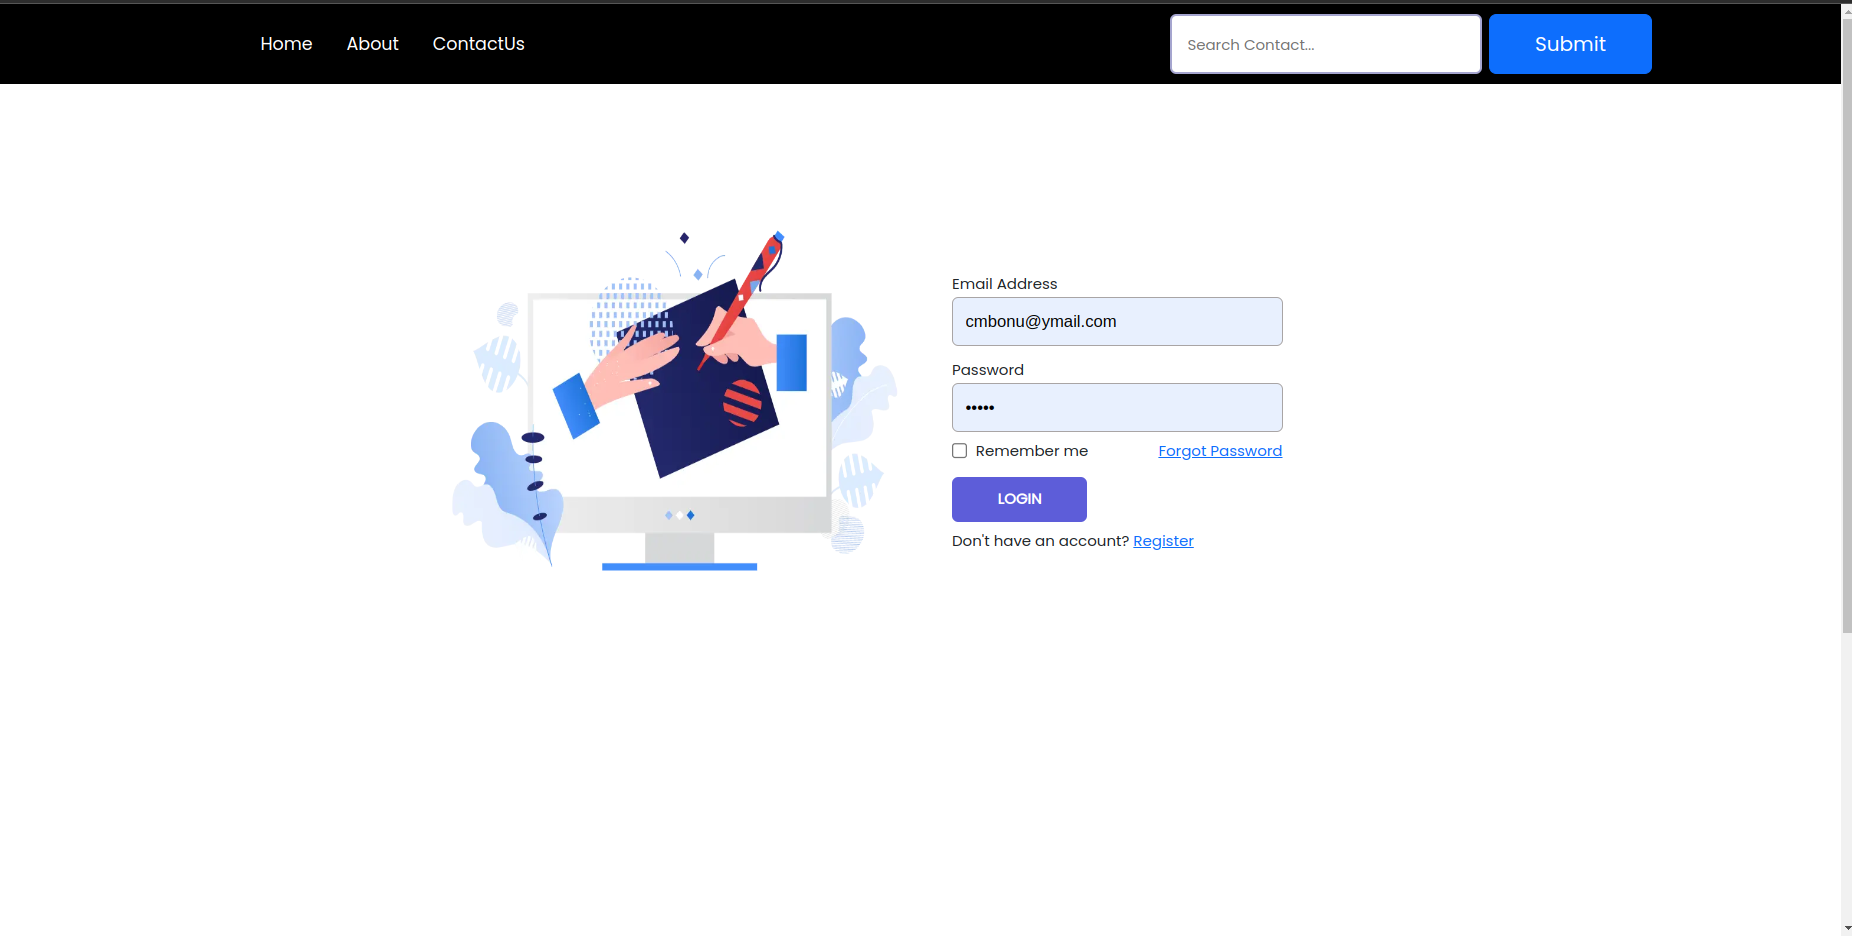 Home About ContactUs Search Contact... Submit
Email Address
cmbonu@ymail.com
Password
•••••
Remember me Forgot Password
LOGIN
Don't have an account? Register